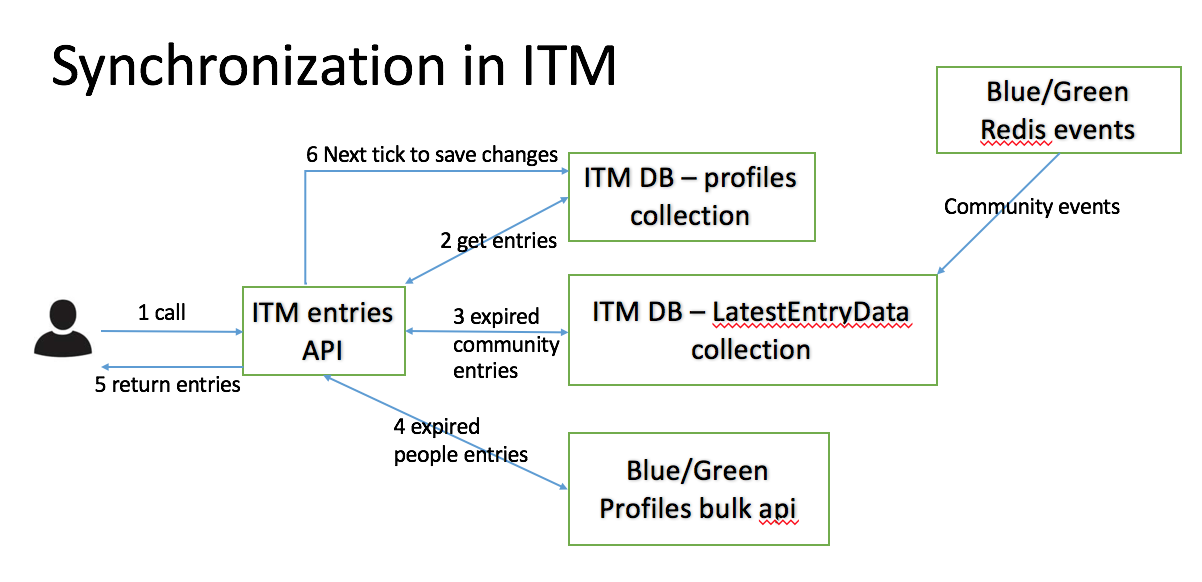 Synchronization in ITM
Blue/Green
Redis events
6 Next tick to save changes
ITM DB – profiles
collection
Community events
2 get entries
1 call
ITM entries
API
3 expired
community
entries
ITM DB – LatestEntryData
collection
5 return entries
4 expired
people entries
Blue/Green
Profiles bulk api